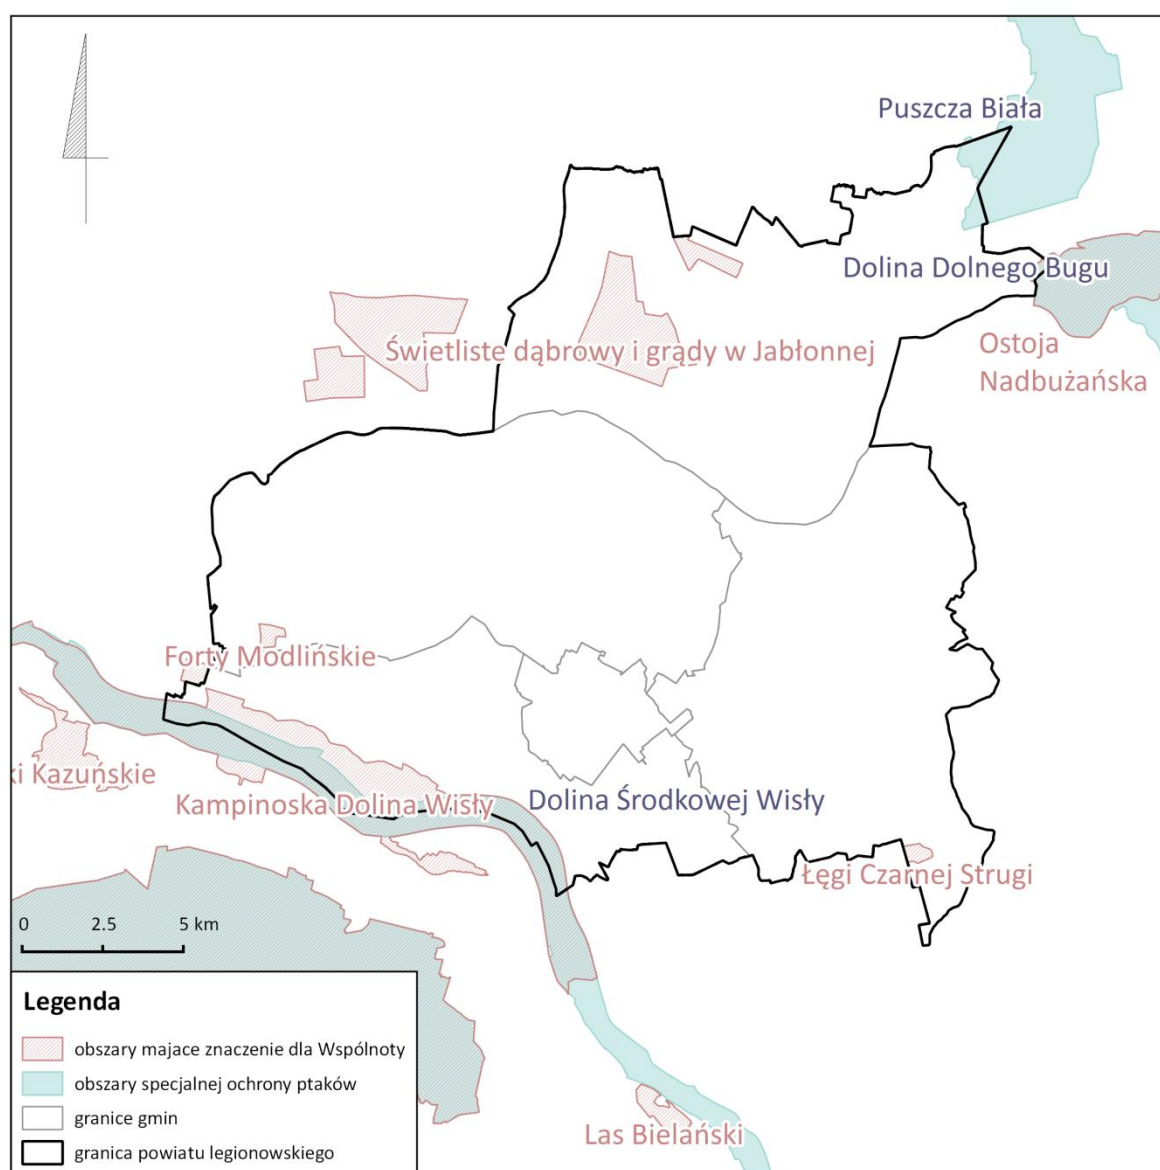 Puszcza Biała
Dolina Dolnego Bugu
Świetliste dąbrowy i grądy w Jabłonnej
Ostoja
Nadbużańska
Forty Modlińskie
ki Kazuńskie
Kampinoska Dolina Wisły
Dolina Środkowej Wisły
Łęgi Czarnej Strugi
0 2.5 5 km
Legenda
obszary majace znaczenie dla Wspólnoty
obszary specjalnej ochrony ptaków
granice gmin
granica powiatu legionowskiego
Las Bielański